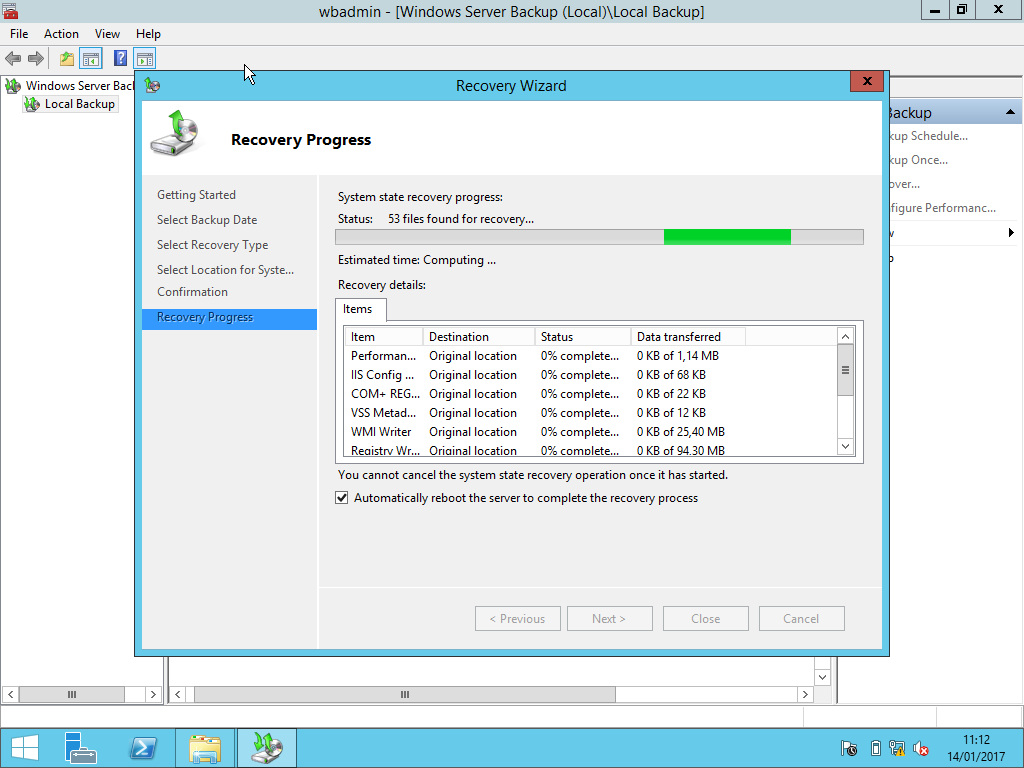 wbadmin - [Windows Server Backup (Local)\Local Backup]
File Action View Help
Windows Server Bac
Local Backup
Recovery Wizard
Recovery Progress
Getting Started
Select Backup Date
Select Recovery Type
Select Location for Syste...
Confirmation
Recovery Progress
System state recovery progress:
Status: 53 files found for recovery...
Estimated time: Computing ...
Recovery details:
Items
Item Destination Status Data transferred
Performan... Original location 0% complete... 0 KB of 1,14 MB
IIS Config ... Original location 0% complete... 0 KB of 68 KB
COM+ REG... Original location 0% complete... 0 KB of 22 KB
VSS Metad... Original location 0% complete... 0 KB of 12 KB
WMI Writer Original location 0% complete... 0 KB of 25,40 MB
Registry Wr... Original location 0% complete... 0 KB of 94,30 MB
You cannot cancel the system state recovery operation once it has started.
Automatically reboot the server to complete the recovery process
< Previous Next > Close Cancel
Backup
kup Schedule...
kup Once...
over...
figure Performanc...
11:12
14/01/2017